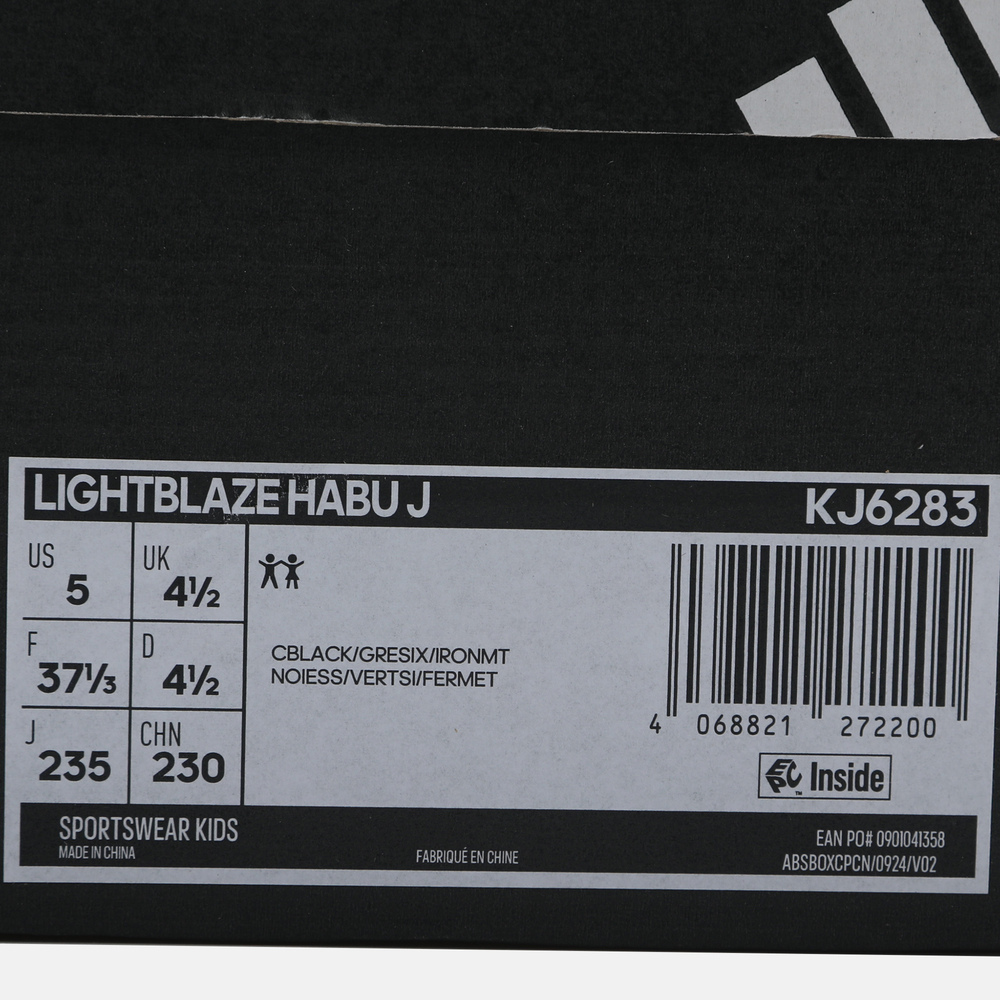 LIGHTBLAZE HABU J KJ6283
US UK
5 4½
F D
37⅓ 4½
J CHN
235 230
CBLACK/GRESIX/IRONMT
NOIESS/VERTSI/FERMET
4 068821 272200
EPC Inside
™
SPORTSWEAR KIDS
MADE IN CHINA
FABRIQUÉ EN CHINE
EAN PO# 0901041358
ABSBOXCPCN/0924/V02